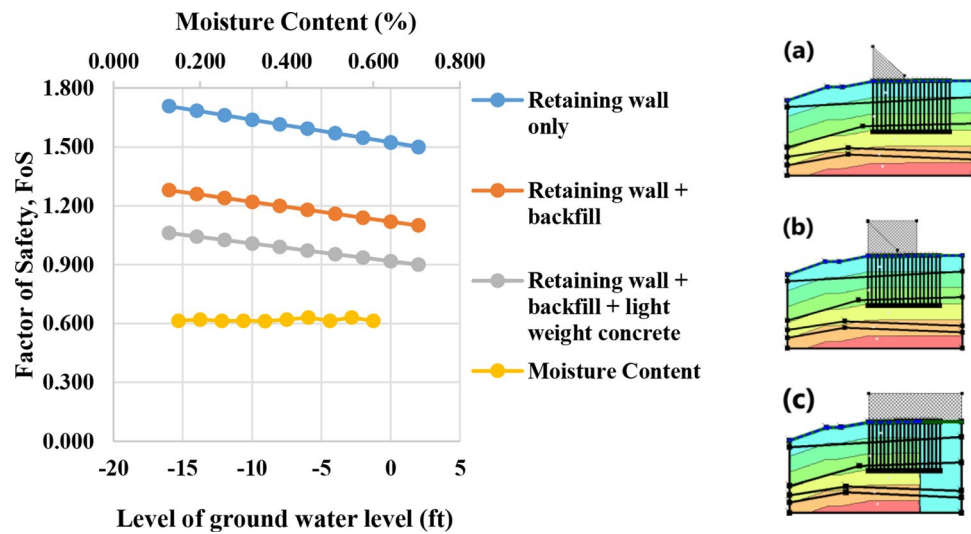 Moisture Content (%)
0.000 0.200 0.400 0.600 0.800
1.800
1.500
1.200
0.900
0.600
0.300
0.000
Factor of Safety, FoS
-20 -15 -10 -5 0 5
Level of ground water level (ft)
Retaining wall
only
Retaining wall +
backfill
Retaining wall +
backfill + light
weight concrete
Moisture Content
(a)
(b)
(c)